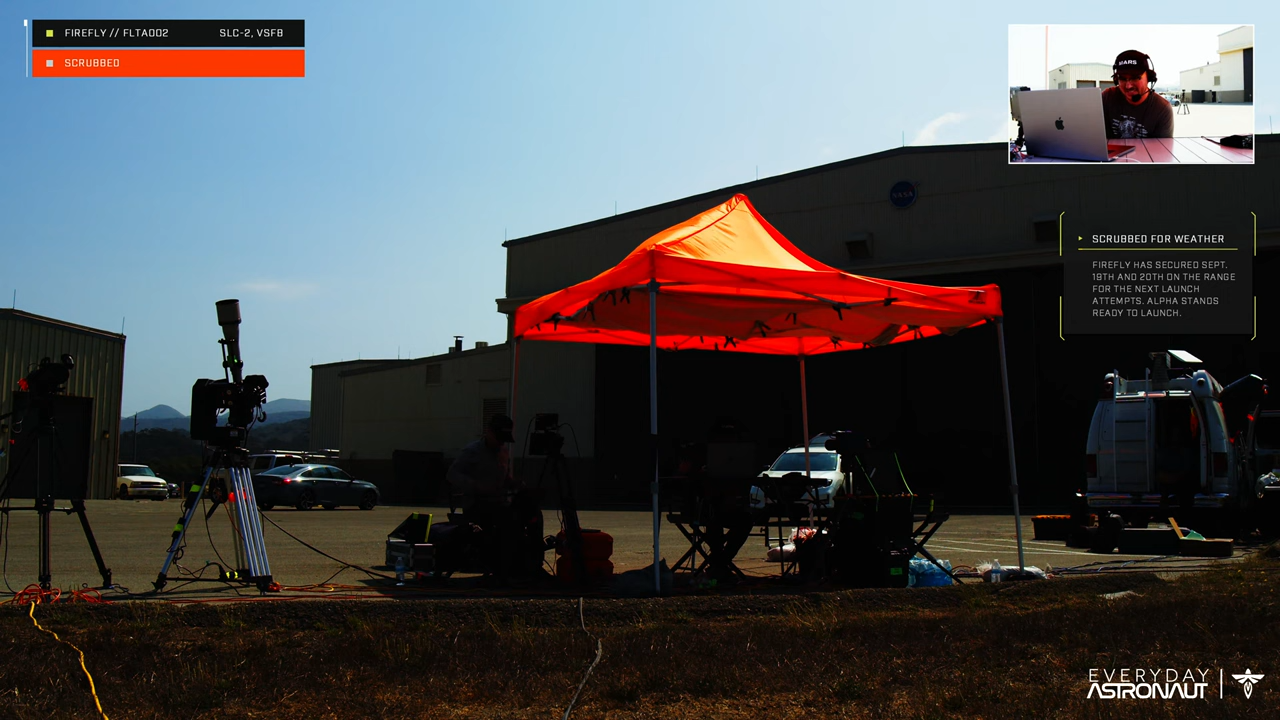 FIREFLY // FLTA002 SLC-2, VSFB
SCRUBBED
MARS
NASA
SCRUBBED FOR WEATHER
FIREFLY HAS SECURED SEPT.
19TH AND 20TH ON THE RANGE
FOR THE NEXT LAUNCH
ATTEMPTS. ALPHA STANDS
READY TO LAUNCH.
EVERYDAY
ASTRONAUT